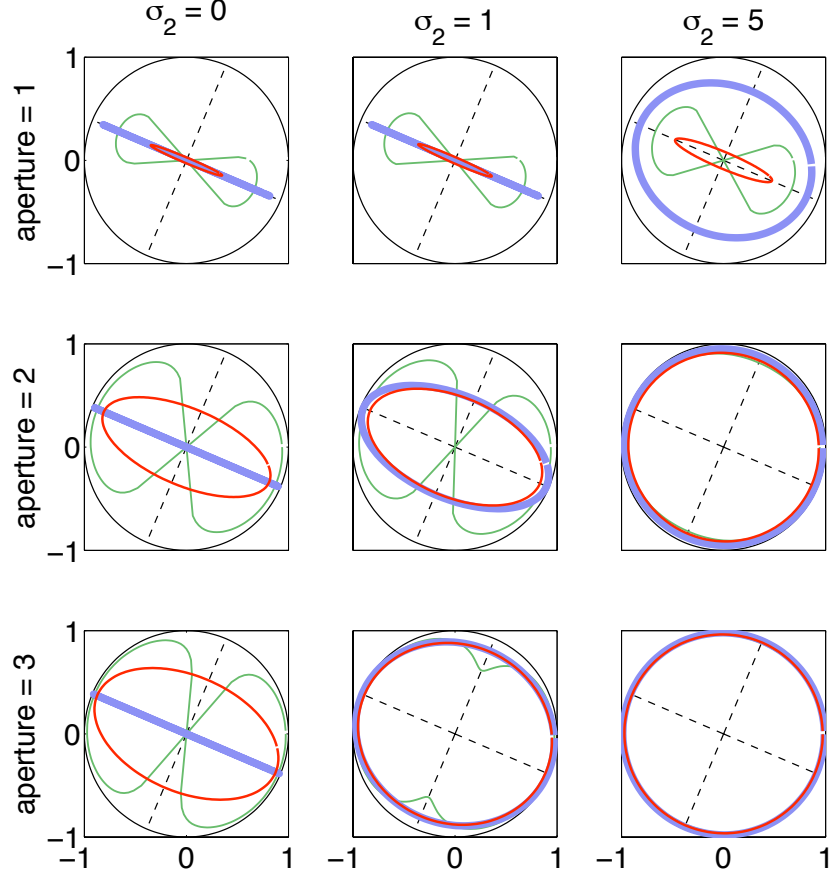 σ₂ = 0
σ₂ = 1
σ₂ = 5
aperture = 1
1
0
−1
aperture = 2
1
0
−1
aperture = 3
1
0
−1
−1 0 1
−1 0 1
−1 0 1